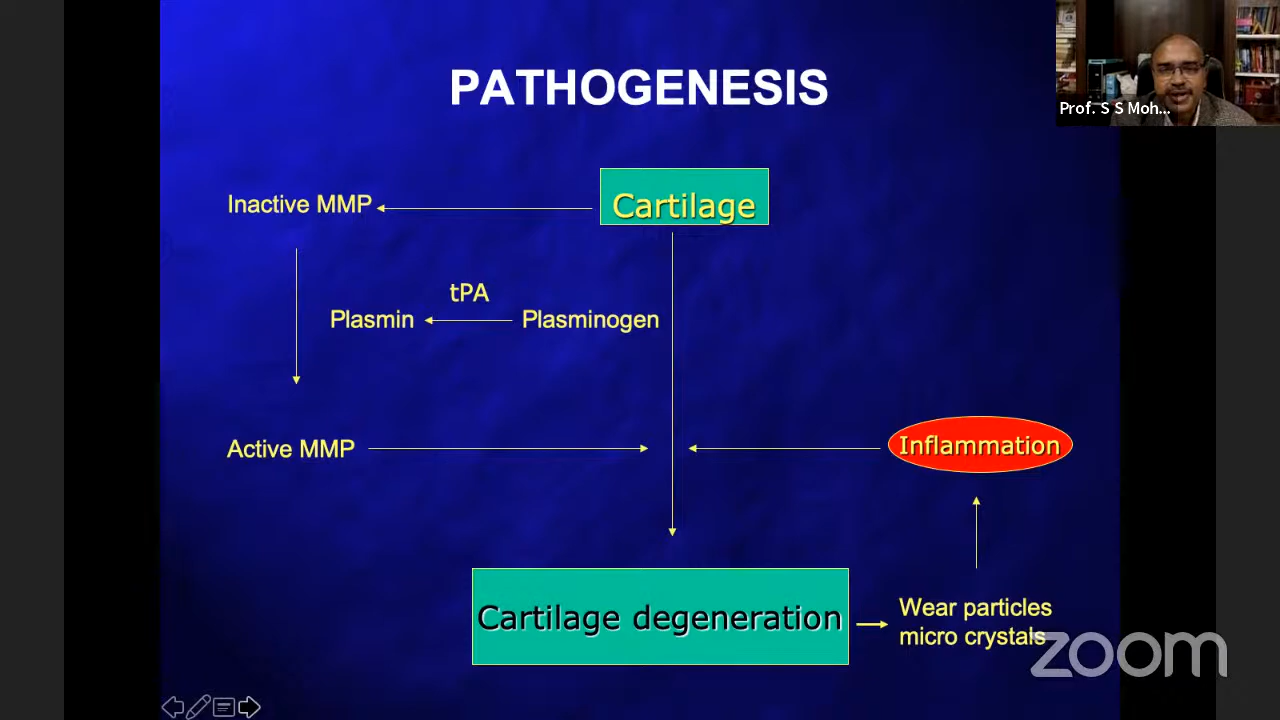 PATHOGENESIS
Prof. S S Moh...
Inactive MMP
Cartilage
tPA
Plasmin
Plasminogen
Active MMP
Inflammation
Cartilage degeneration
Wear particles
micro crystals
zoom